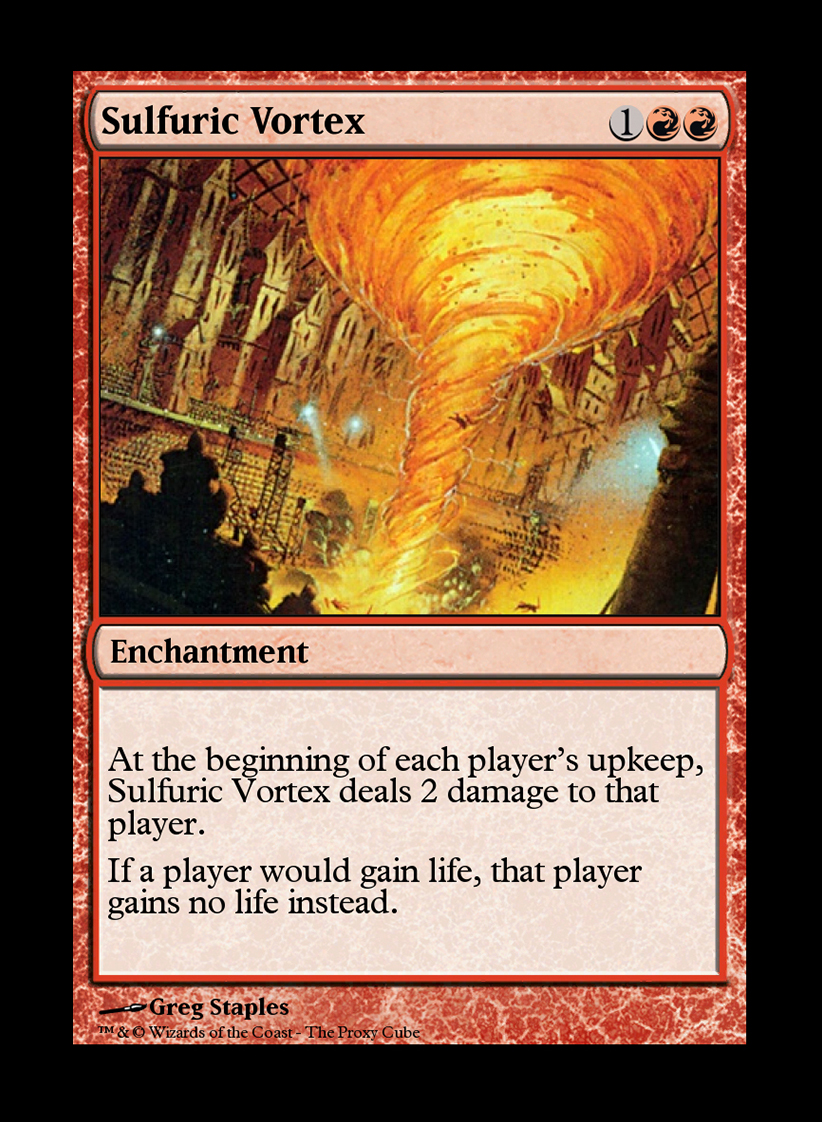 Sulfuric Vortex 1
Enchantment
At the beginning of each player's upkeep,
Sulfuric Vortex deals 2 damage to that
player.
If a player would gain life, that player
gains no life instead.
Greg Staples
™ & © Wizards of the Coast - The Proxy Cube